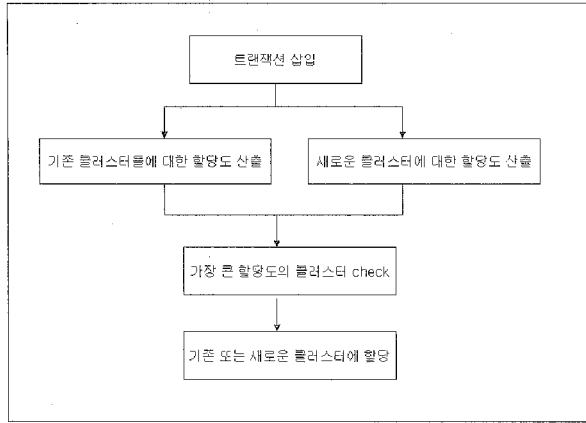 트랜잭션 삽입
기존 클러스터들에 대한 할당도 산출
새로운 클러스터에 대한 할당도 산출
가장 큰 할당도의 클러스터 check
기존 또는 새로운 클러스터에 할당